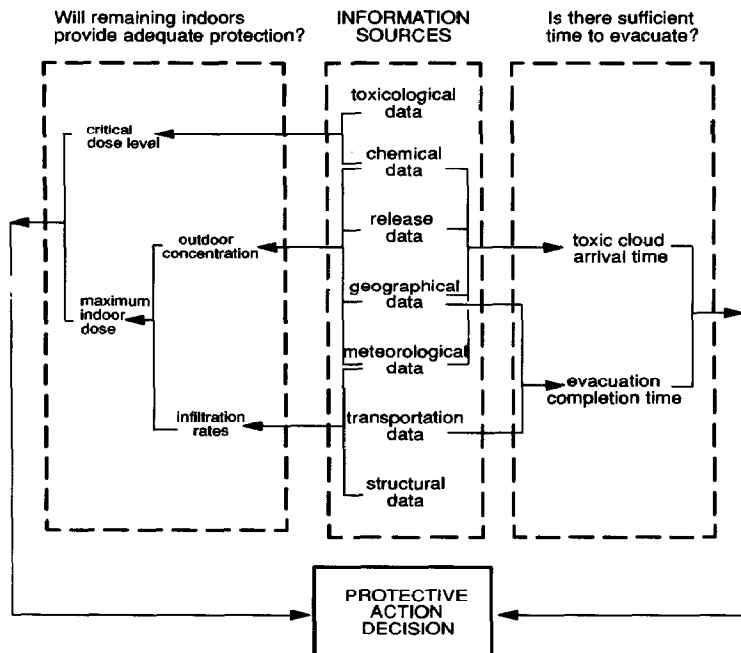 Will remaining indoors
provide adequate protection?
INFORMATION
SOURCES
Is there sufficient
time to evacuate?
toxicological
data
critical
dose level
chemical
data
release
data
outdoor
concentration
toxic cloud
arrival time
geographical
data
maximum
indoor
dose
meteorological
data
evacuation
completion time
infiltration
rates
transportation
data
structural
data
PROTECTIVE
ACTION
DECISION